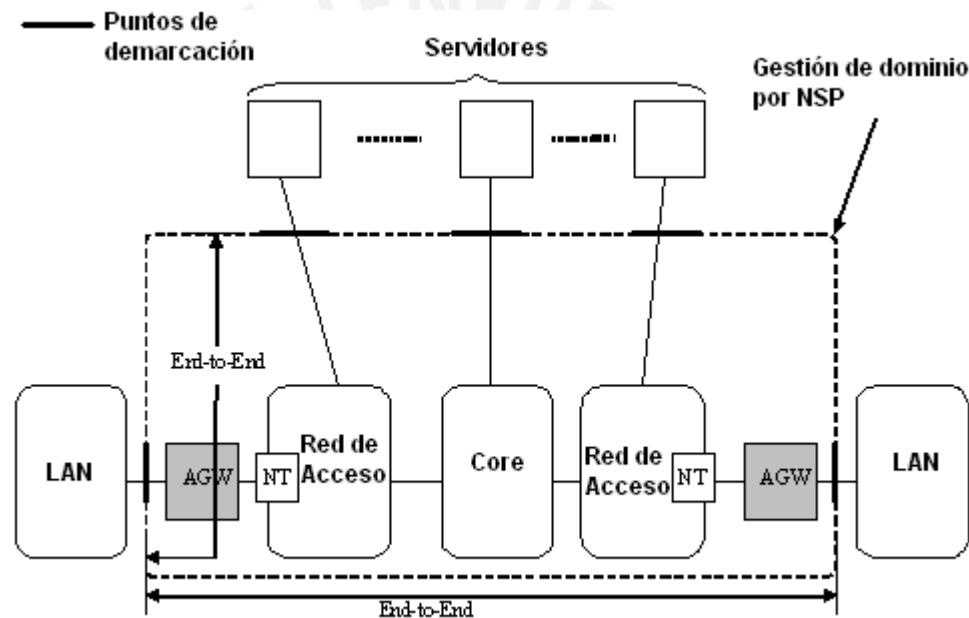 Puntos de
demarcación
Servidores
Gestión de dominio
por NSP
End-to-End
LAN
AGW
NT
Red de
Acceso
Core
Red de
Acceso
NT
AGW
LAN
End-to-End